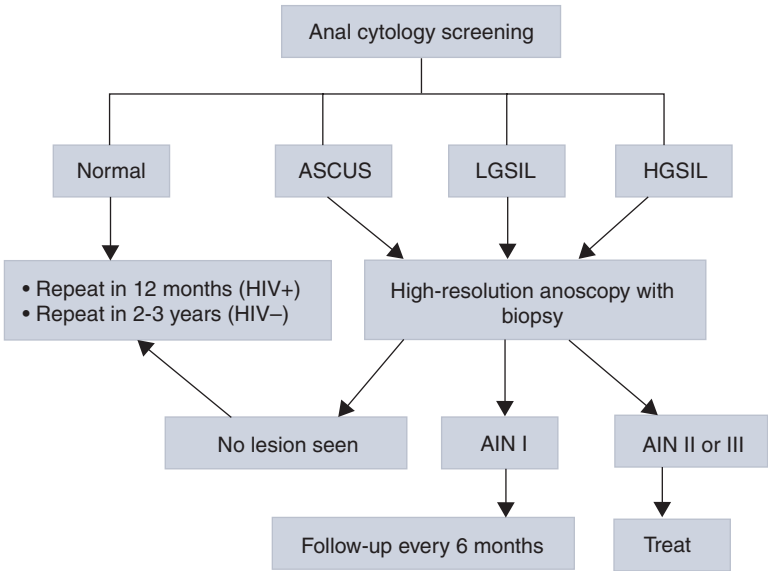 Anal cytology screening
Normal
ASCUS
LGSIL
HGSIL
• Repeat in 12 months (HIV+)
• Repeat in 2-3 years (HIV–)
High-resolution anoscopy with
biopsy
No lesion seen
AIN I
AIN II or III
Follow-up every 6 months
Treat